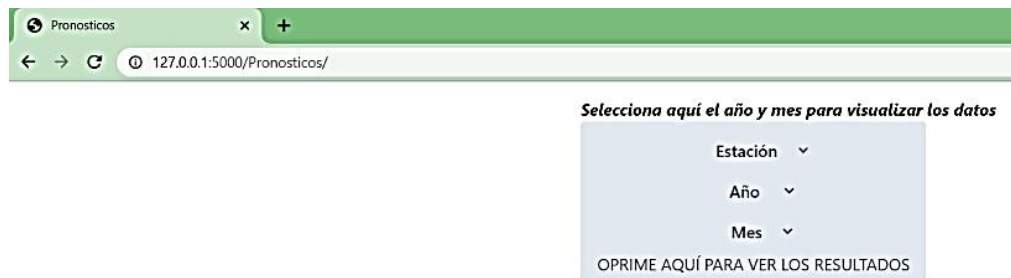 Pronosticos
127.0.0.1:5000/Pronosticos/
Selecciona aquí el año y mes para visualizar los datos
Estación
Año
Mes
OPRIME AQUÍ PARA VER LOS RESULTADOS